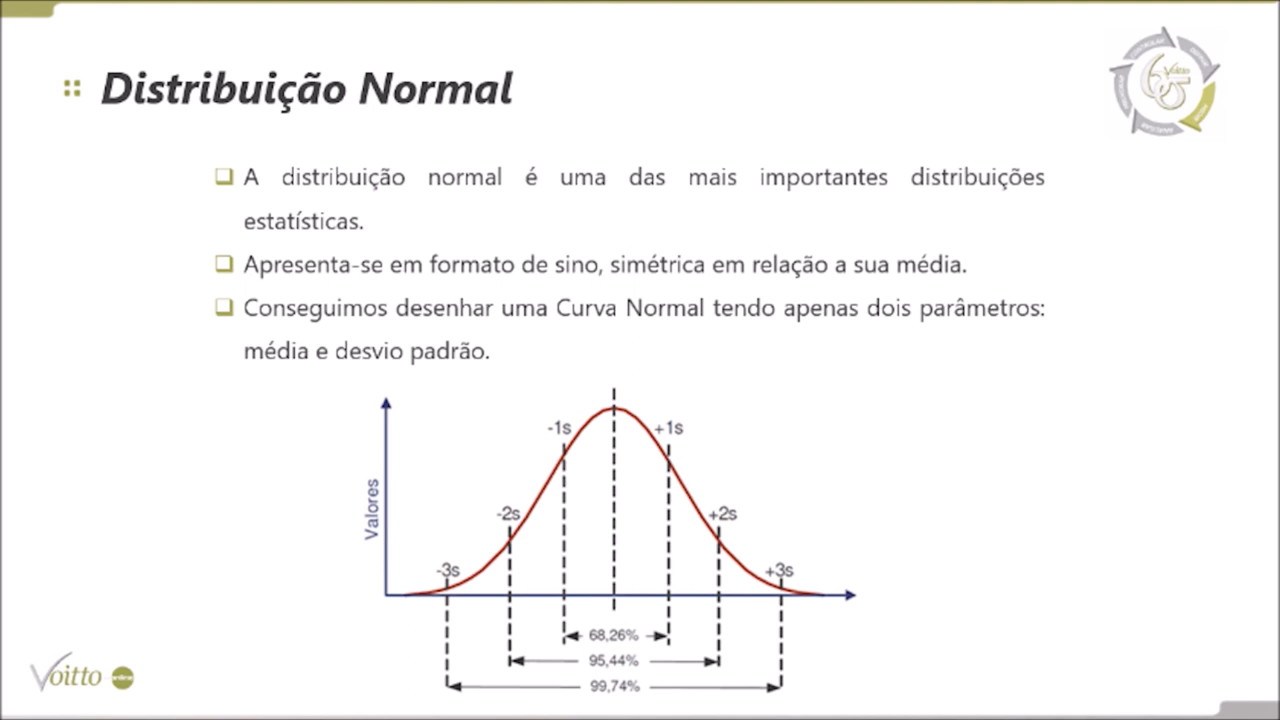 Distribuição Normal
A distribuição normal é uma das mais importantes distribuições
estatísticas.
Apresenta-se em formato de sino, simétrica em relação a sua média.
Conseguimos desenhar uma Curva Normal tendo apenas dois parâmetros:
média e desvio padrão.
-1s +1s
-2s +2s
-3s +3s
Valores
68,26%
95,44%
99,74%
Voitto online